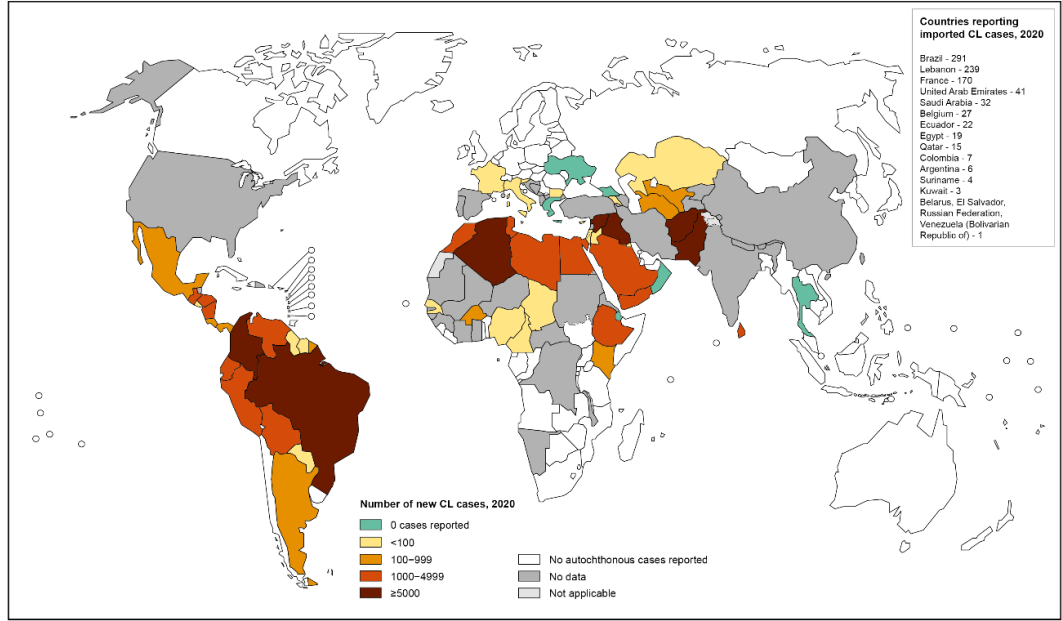 Countries reporting
imported CL cases, 2020
Brazil - 291
Lebanon - 239
France - 170
United Arab Emirates - 41
Saudi Arabia - 32
Belgium - 27
Ecuador - 22
Egypt - 19
Qatar - 15
Colombia - 7
Argentina - 6
Suriname - 4
Kuwait - 3
Belarus, El Salvador,
Russian Federation,
Venezuela (Bolivarian
Republic of) - 1
Number of new CL cases, 2020
0 cases reported
<100
100–999
1000–4999
≥5000
No autochthonous cases reported
No data
Not applicable